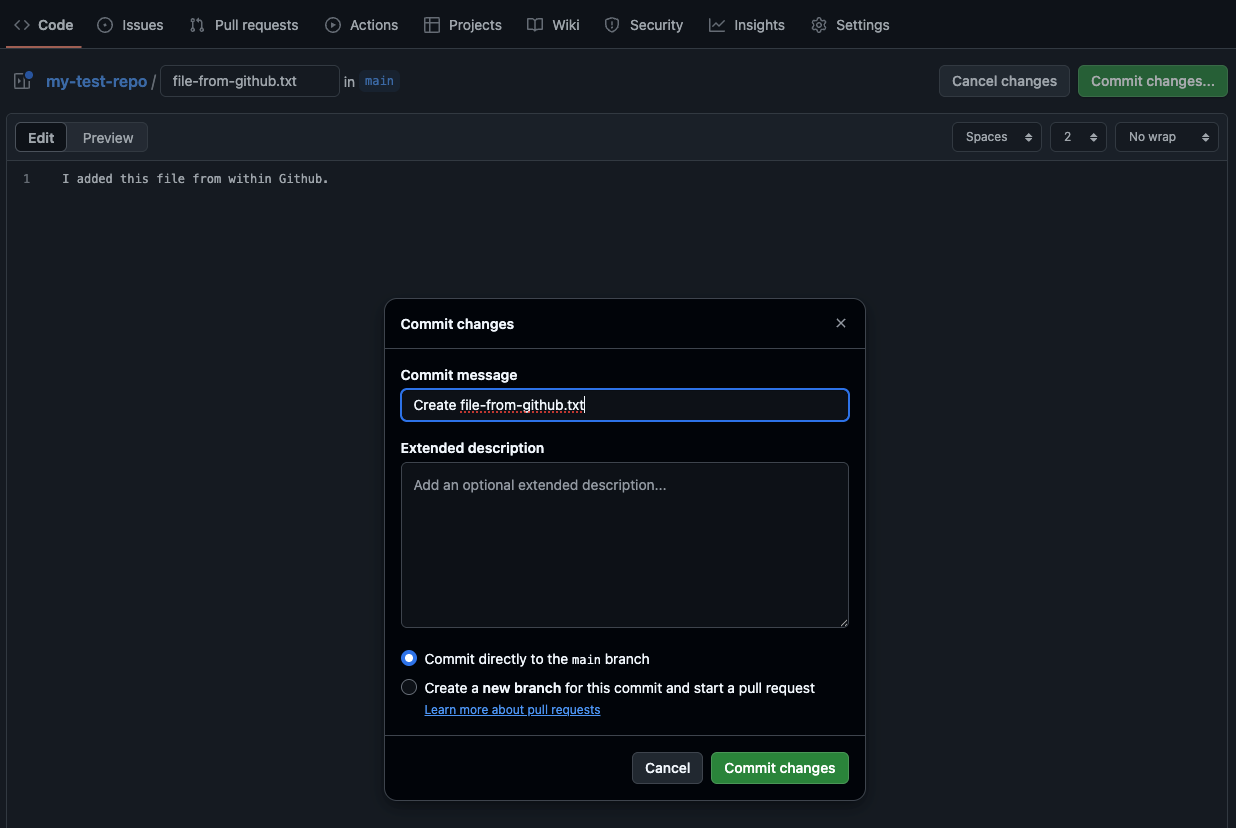 Code Issues Pull requests Actions Projects Wiki Security Insights Settings
my-test-repo / file-from-github.txt in main Cancel changes Commit changes...
Edit Preview Spaces 2 No wrap
1 I added this file from within Github.
Commit changes
Commit message
Create file-from-github.txt
Extended description
Add an optional extended description...
Commit directly to the main branch
Create a new branch for this commit and start a pull request
Learn more about pull requests
Cancel Commit changes